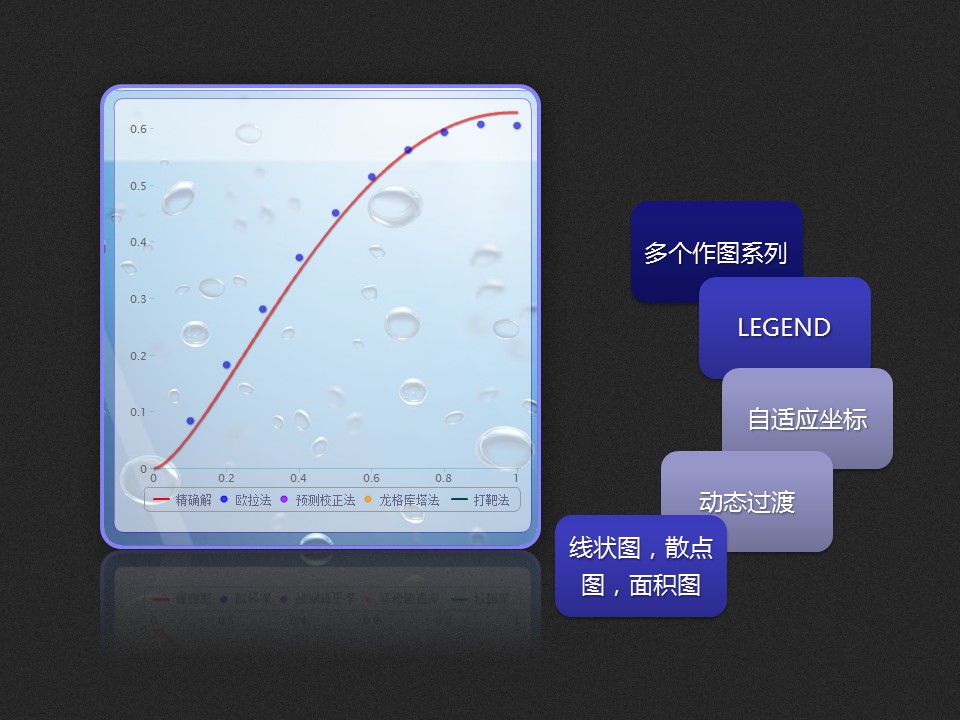 0.6
0.5
0.4
0.3
0.2
0.1
0
0 0.2 0.4 0.6 0.8 1
精确解 欧拉法 预测校正法 龙格库塔法 打靶法
多个作图系列
LEGEND
自适应坐标
动态过渡
线状图，散点
图，面积图